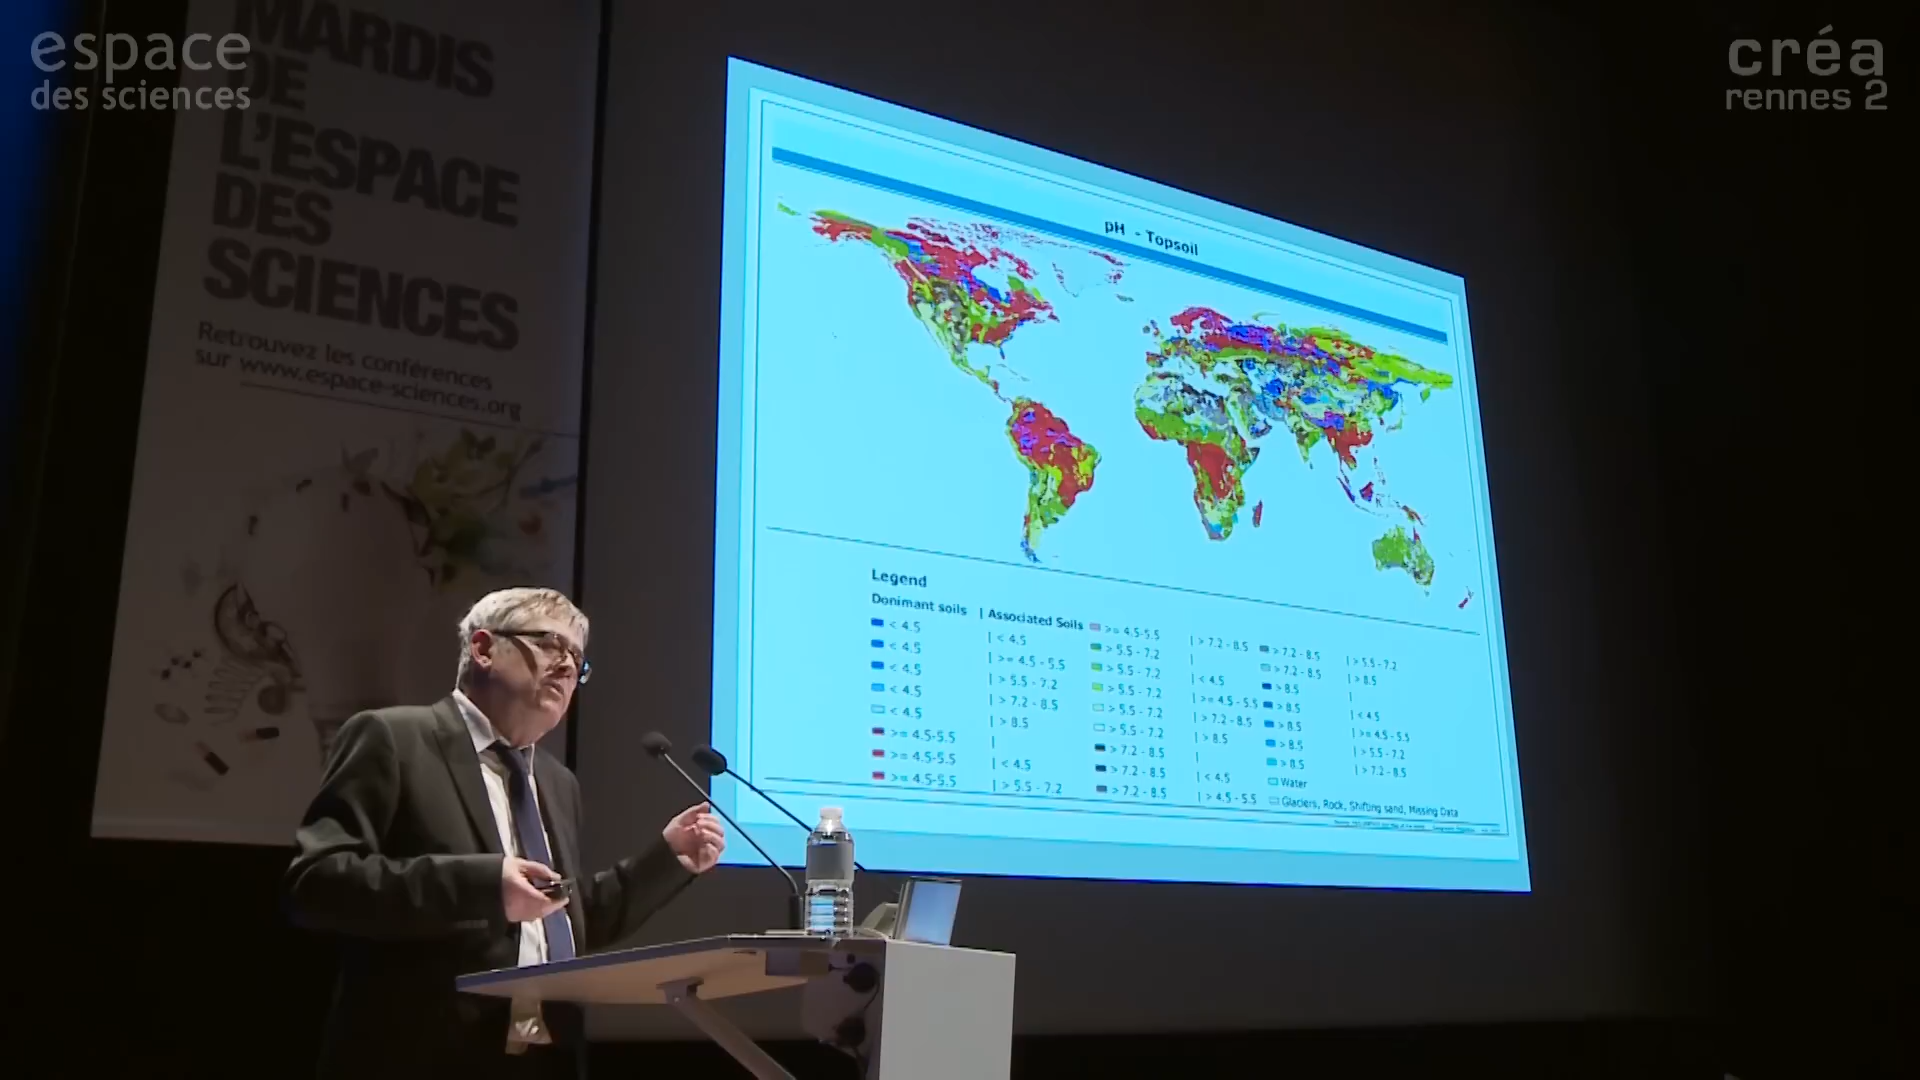 espace
des sciences
créa
rennes 2
MARDIS
DE
L'ESPACE
DES
SCIENCES
Retrouvez les conférences
sur www.espace-sciences.org
pH - Topsoil
Legend
Donimant soils | Associated Soils
< 4.5 | < 4.5
< 4.5 | >= 4.5 - 5.5
< 4.5 | > 5.5 - 7.2
< 4.5 | > 7.2 - 8.5
< 4.5 | > 8.5
>= 4.5-5.5 |
>= 4.5-5.5 | < 4.5
>= 4.5-5.5 | > 5.5 - 7.2
>= 4.5-5.5 | > 7.2 - 8.5
> 5.5 - 7.2 |
> 5.5 - 7.2 | < 4.5
> 5.5 - 7.2 | >= 4.5 - 5.5
> 5.5 - 7.2 | > 7.2 - 8.5
> 5.5 - 7.2 | > 8.5
> 7.2 - 8.5 |
> 7.2 - 8.5 | < 4.5
> 7.2 - 8.5 | > 4.5 - 5.5
> 7.2 - 8.5 | > 5.5 - 7.2
> 7.2 - 8.5 | > 8.5
> 8.5 |
> 8.5 | < 4.5
> 8.5 | >= 4.5 - 5.5
> 8.5 | > 5.5 - 7.2
> 8.5 | > 7.2 - 8.5
Water
Glaciers, Rock, Shifting sand, Missing Data